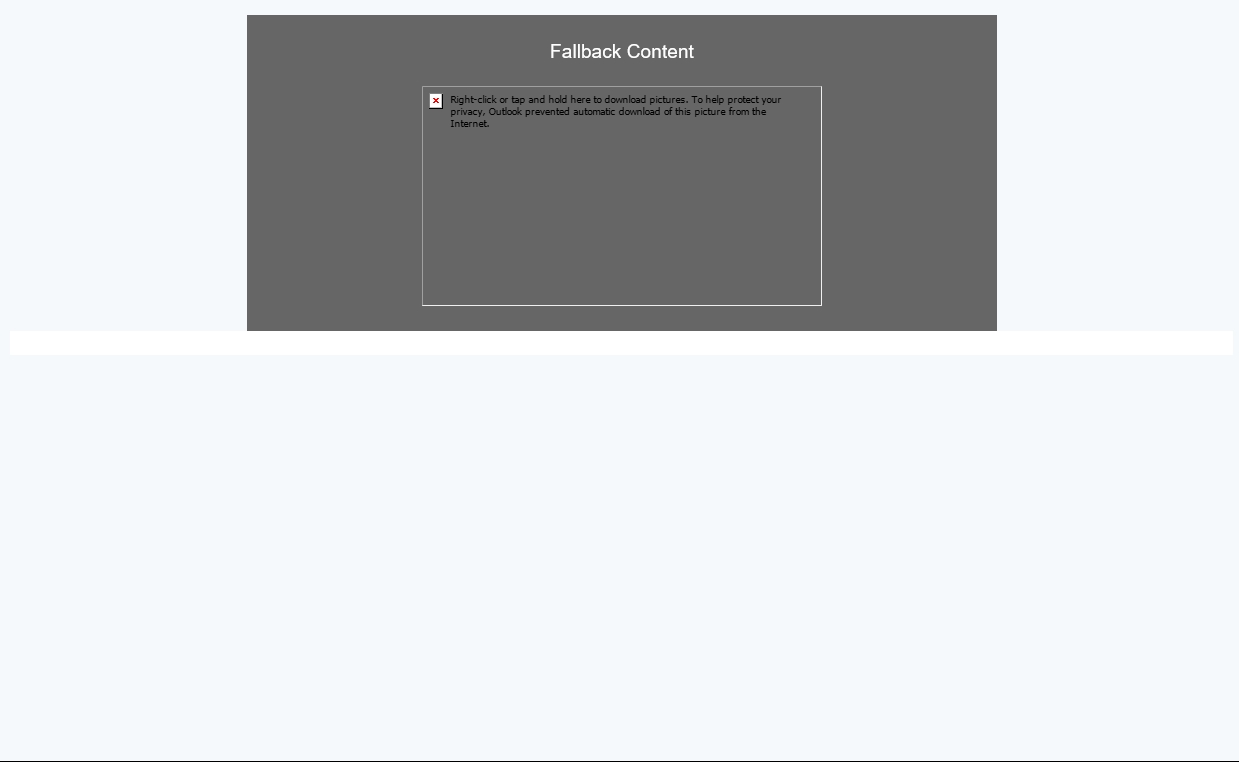 Fallback Content
Right-click or tap and hold here to download pictures. To help protect your
privacy, Outlook prevented automatic download of this picture from the
Internet.